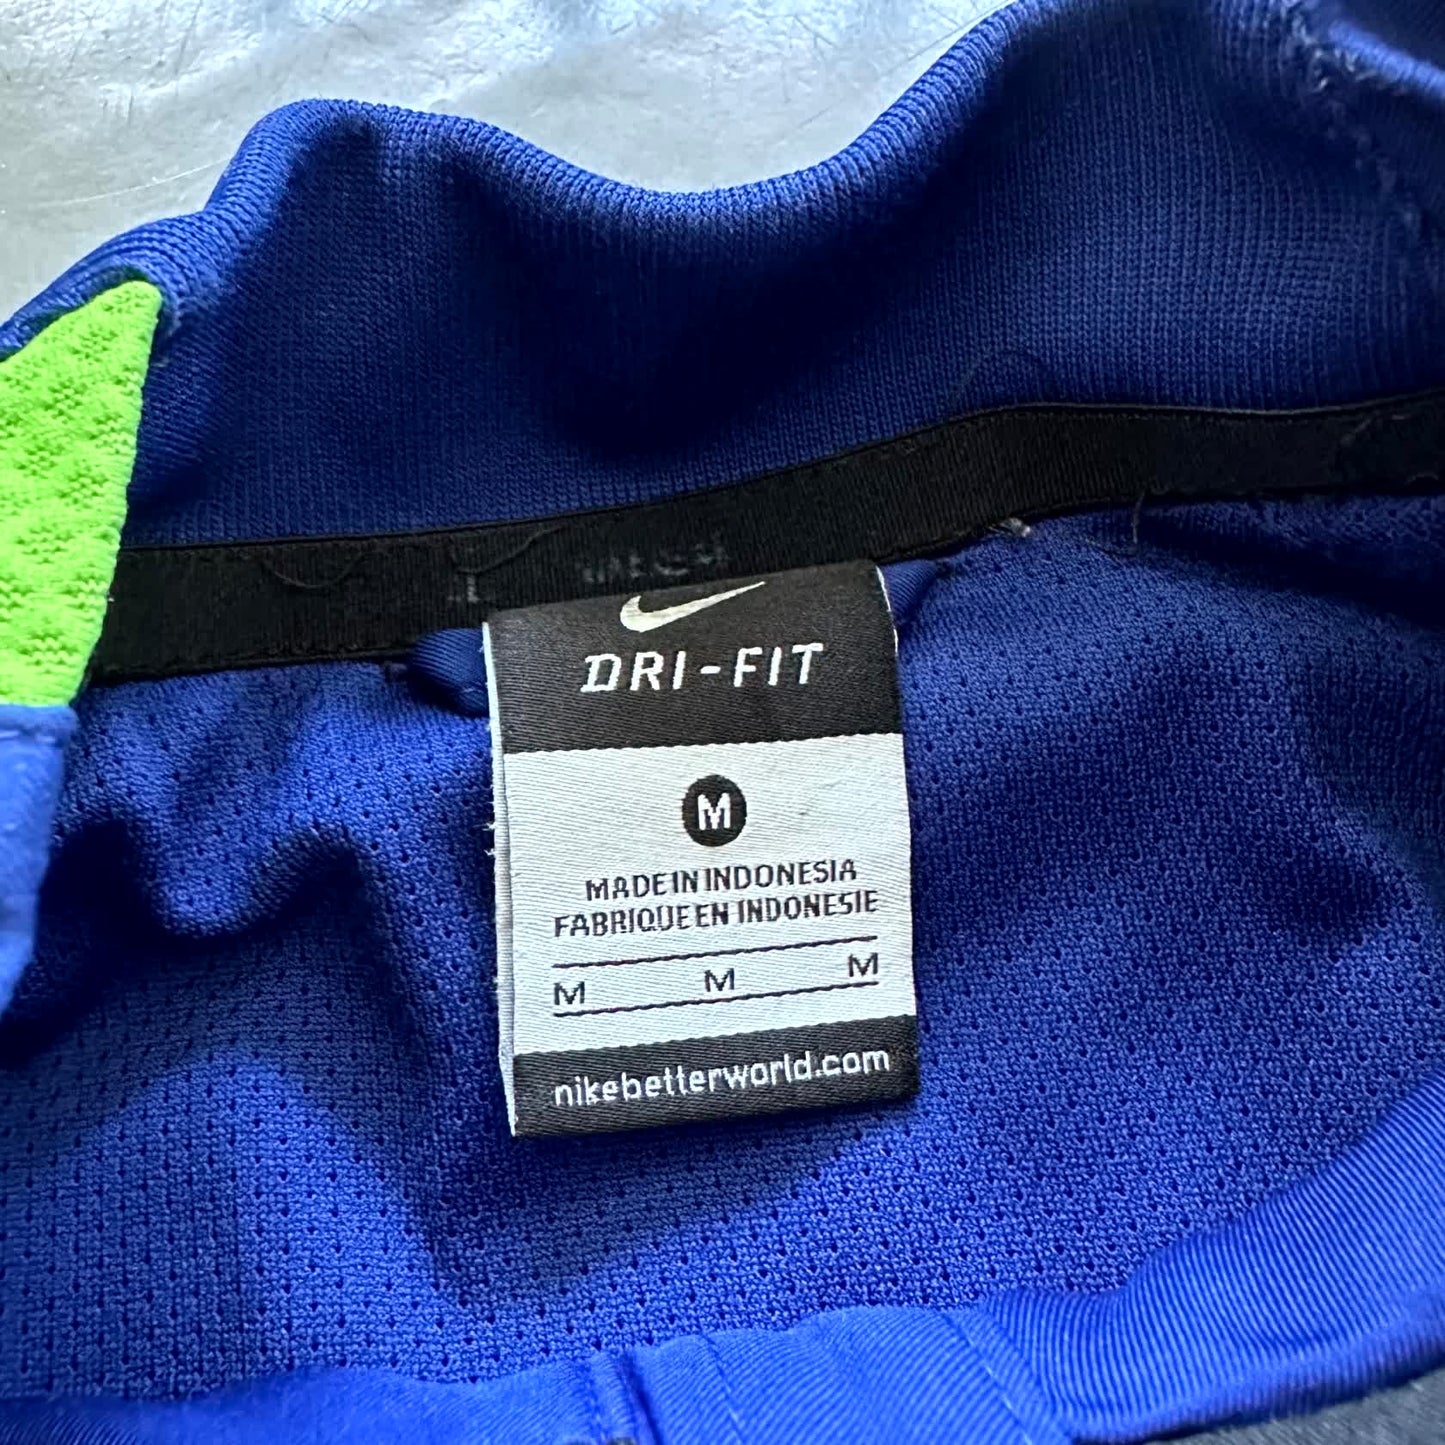 DRI-FIT
M
MADE IN INDONESIA
FABRIQUE EN INDONESIE
M M M
nikebetterworld.com